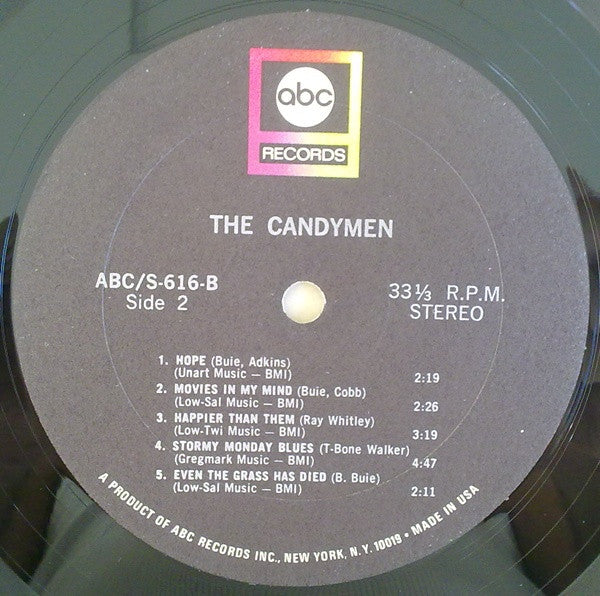 abc
RECORDS
THE CANDYMEN
ABC/S-616-B
Side 2
33⅓ R.P.M.
STEREO
1. HOPE (Buie, Adkins)
(Unart Music — BMI) 2:19
2. MOVIES IN MY MIND (Buie, Cobb)
(Low-Sal Music — BMI) 2:26
3. HAPPIER THAN THEM (Ray Whitley)
(Low-Twi Music — BMI) 3:19
4. STORMY MONDAY BLUES (T-Bone Walker)
(Gregmark Music — BMI) 4:47
5. EVEN THE GRASS HAS DIED (B. Buie)
(Low-Sal Music — BMI) 2:11
A PRODUCT OF ABC RECORDS INC., NEW YORK, N.Y. 10019 • MADE IN USA